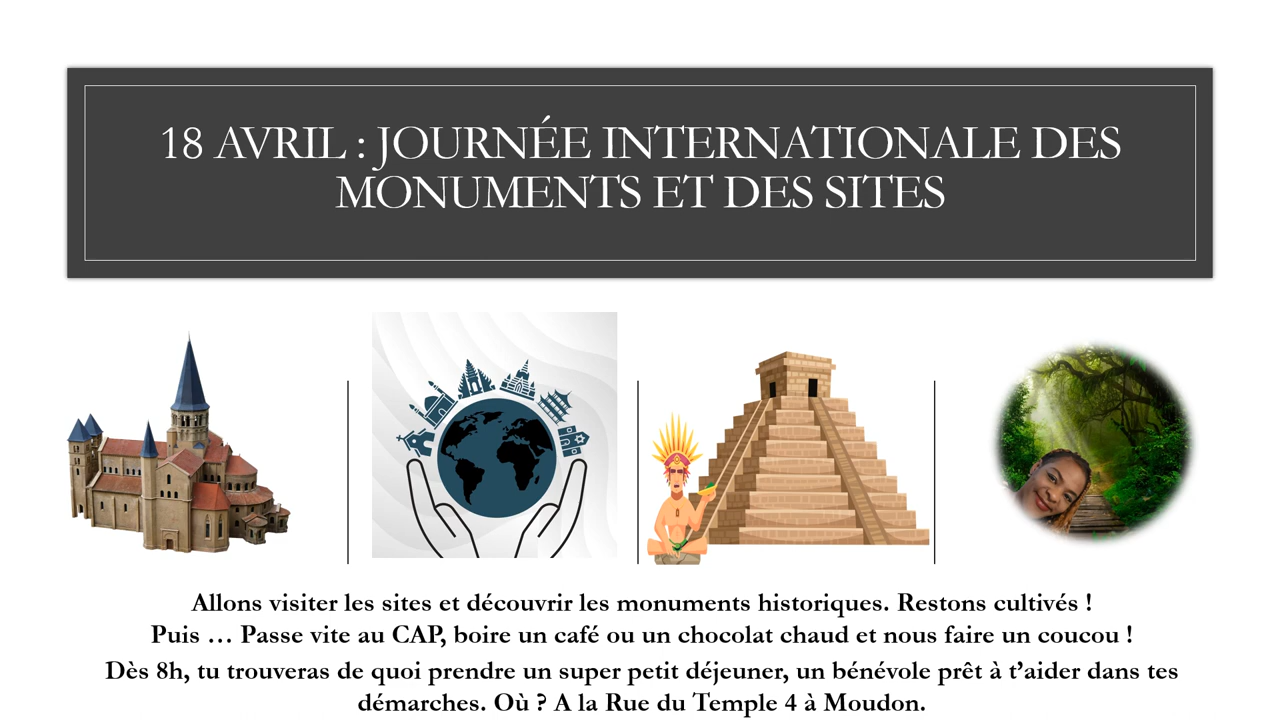 18 AVRIL : JOURNÉE INTERNATIONALE DES
MONUMENTS ET DES SITES
Allons visiter les sites et découvrir les monuments historiques. Restons cultivés !
Puis … Passe vite au CAP, boire un café ou un chocolat chaud et nous faire un coucou !
Dès 8h, tu trouveras de quoi prendre un super petit déjeuner, un bénévole prêt à t’aider dans tes
démarches. Où ? A la Rue du Temple 4 à Moudon.